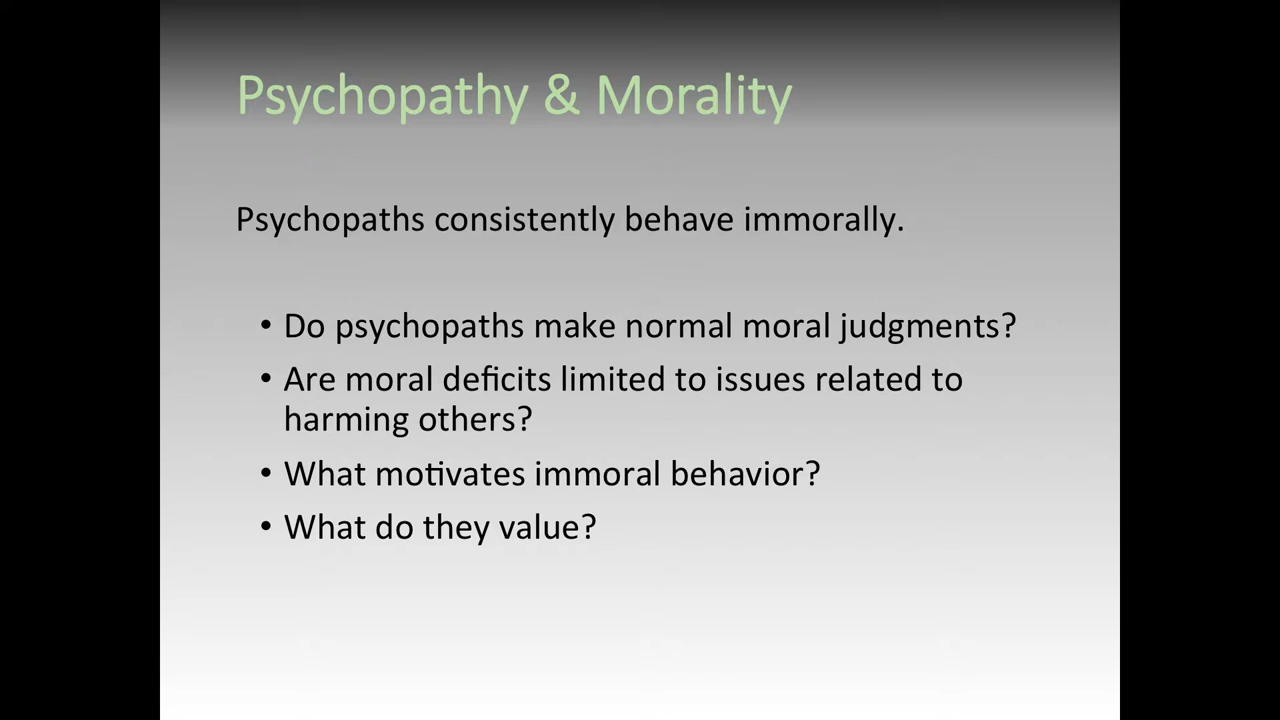 Psychopathy & Morality
Psychopaths consistently behave immorally.
• Do psychopaths make normal moral judgments?
• Are moral deficits limited to issues related to
harming others?
• What motivates immoral behavior?
• What do they value?